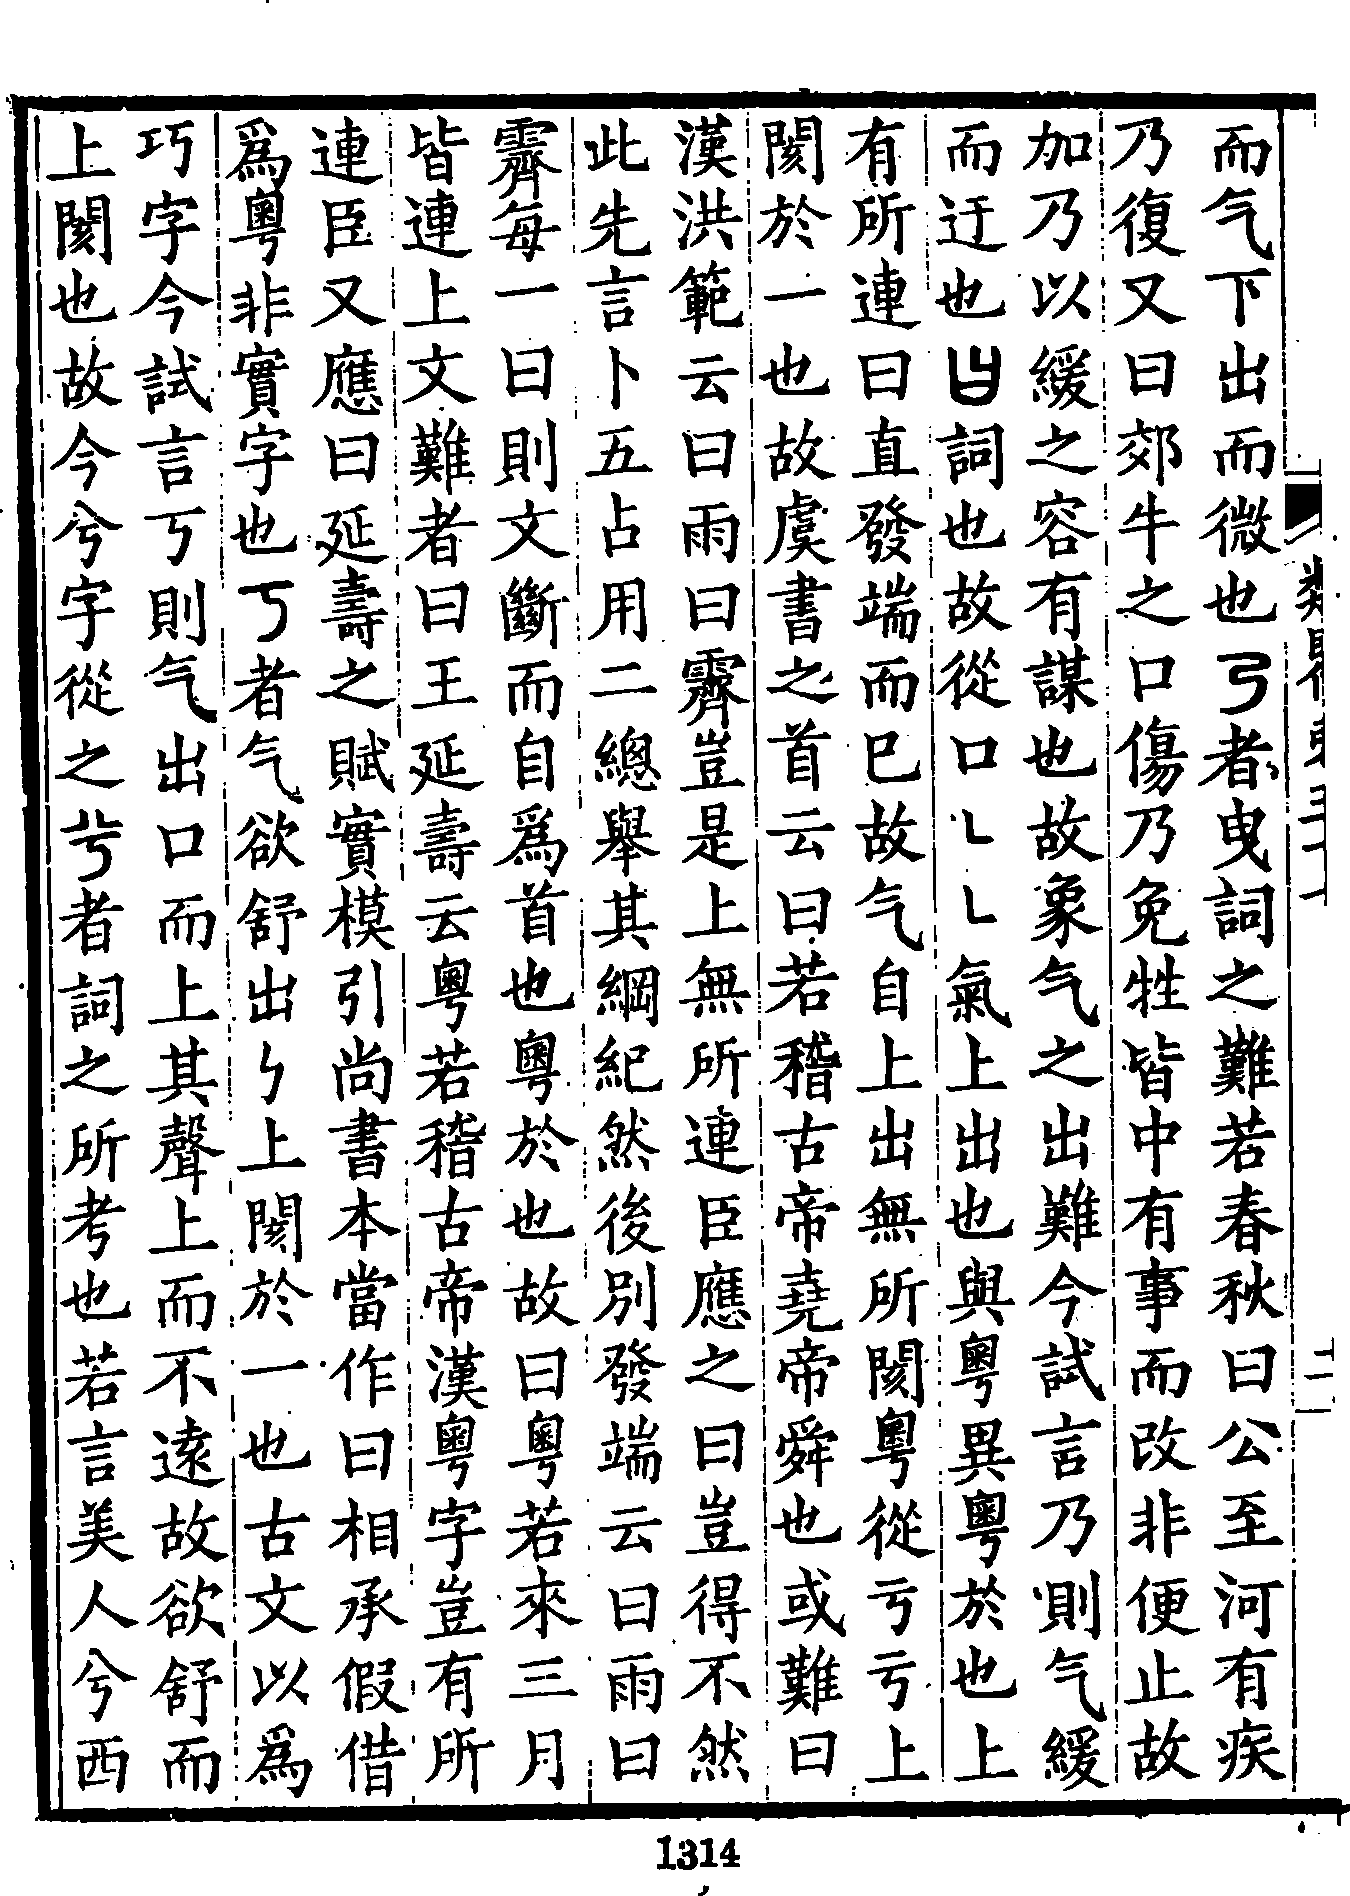 而气下出而微也乃者曳詞之難若春秋曰公至河有疾
乃復又曰郊牛之口傷乃免牲皆中有事而改非便止故
加乃以緩之容有謀也故象气之出難今試言乃則气緩
而迂也詞也故從口乚乚氣上出也與粵異粵於也上
有所連曰直發端而巳故气自上出無所閡粵從亏亏上
閡於一也故虞書之首云曰若稽古帝堯帝舜也或難曰
漢洪範云曰雨曰霽豈是上無所連臣應之曰豈得不然
此先言卜五占用二總舉其綱紀然後別發端云曰雨曰
霽每一曰則文斷而自為首也粵於也故曰粵若來三月
皆連上文難者曰王延壽云粵若稽古帝漢粵字豈有所
連臣又應曰延壽之賦實模引尚書本當作曰相承假借
為粵非實字也丂者气欲舒出㇉上閡於一也古文以為
巧字今試言丂則气出口而上其聲上而不遠故欲舒而
上閡也故今兮字從之兮者詞之所考也若言美人兮西
類
二
1314